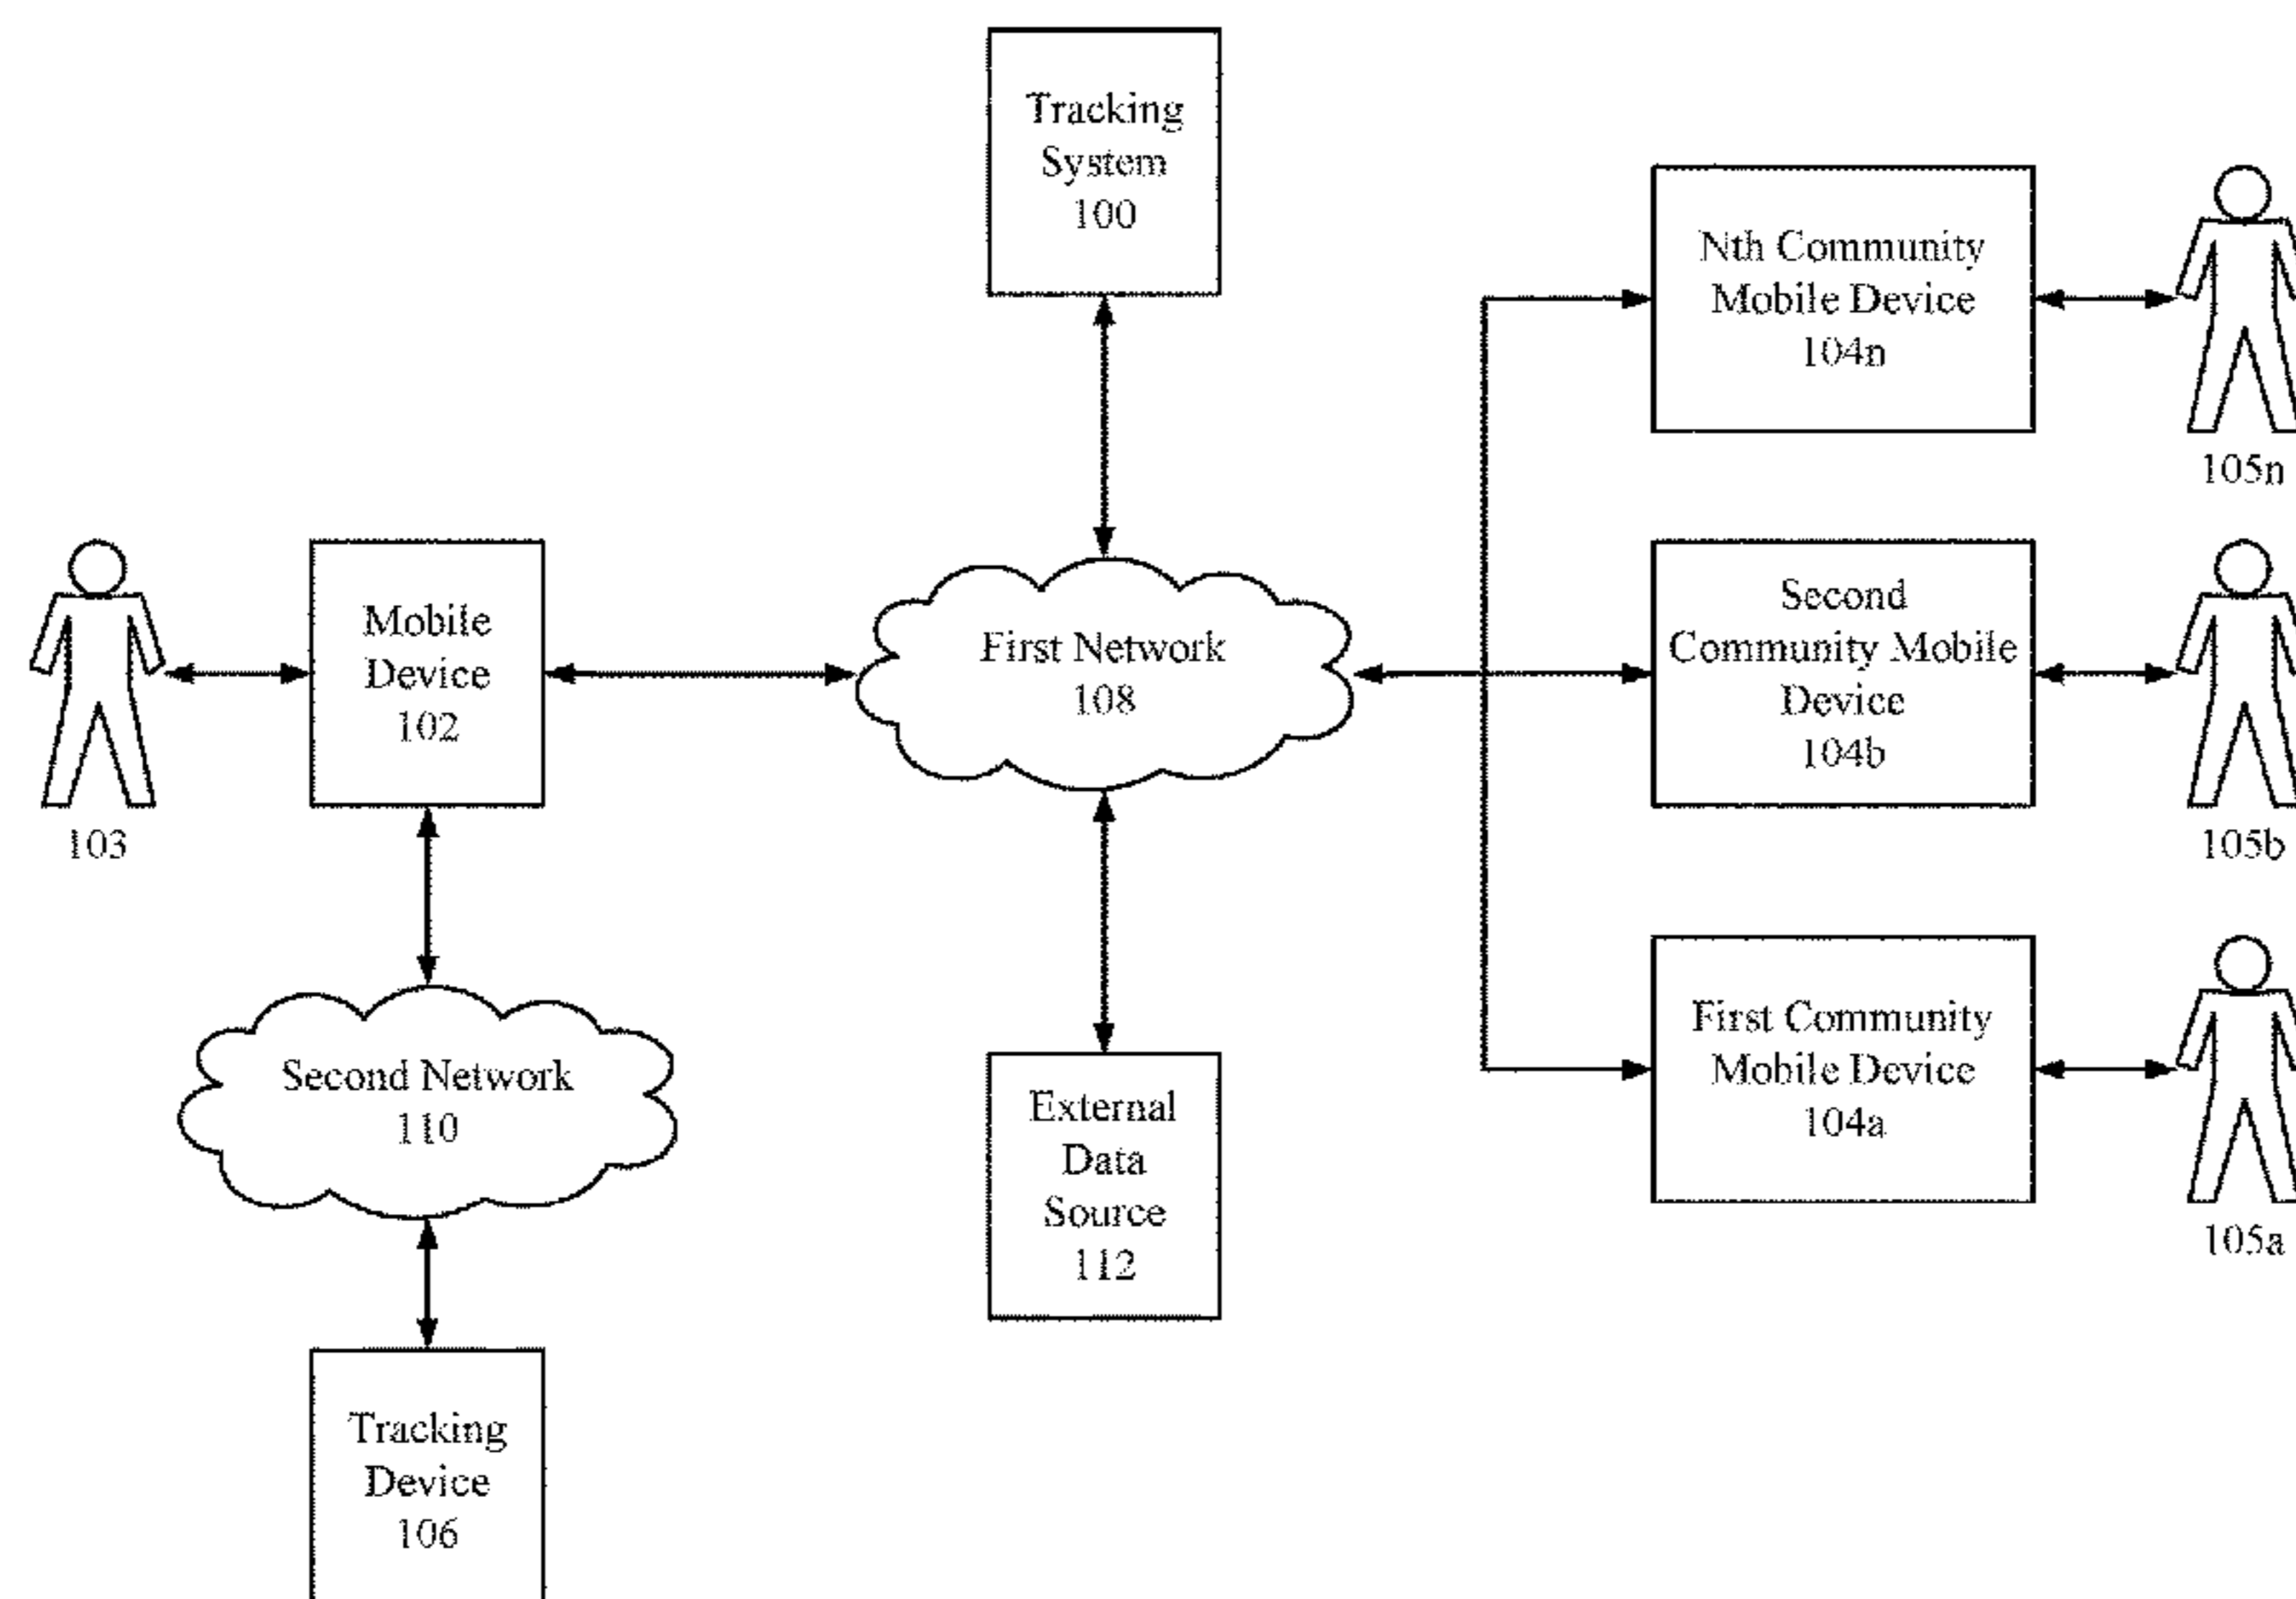 Tracking
System
100
Nth Community
Mobile Device
104n
105n
Mobile
Device
102
103
First Network
108
Second
Community Mobile
Device
104b
105b
Second Network
110
External
Data
Source
112
First Community
Mobile Device
104a
105a
Tracking
Device
106